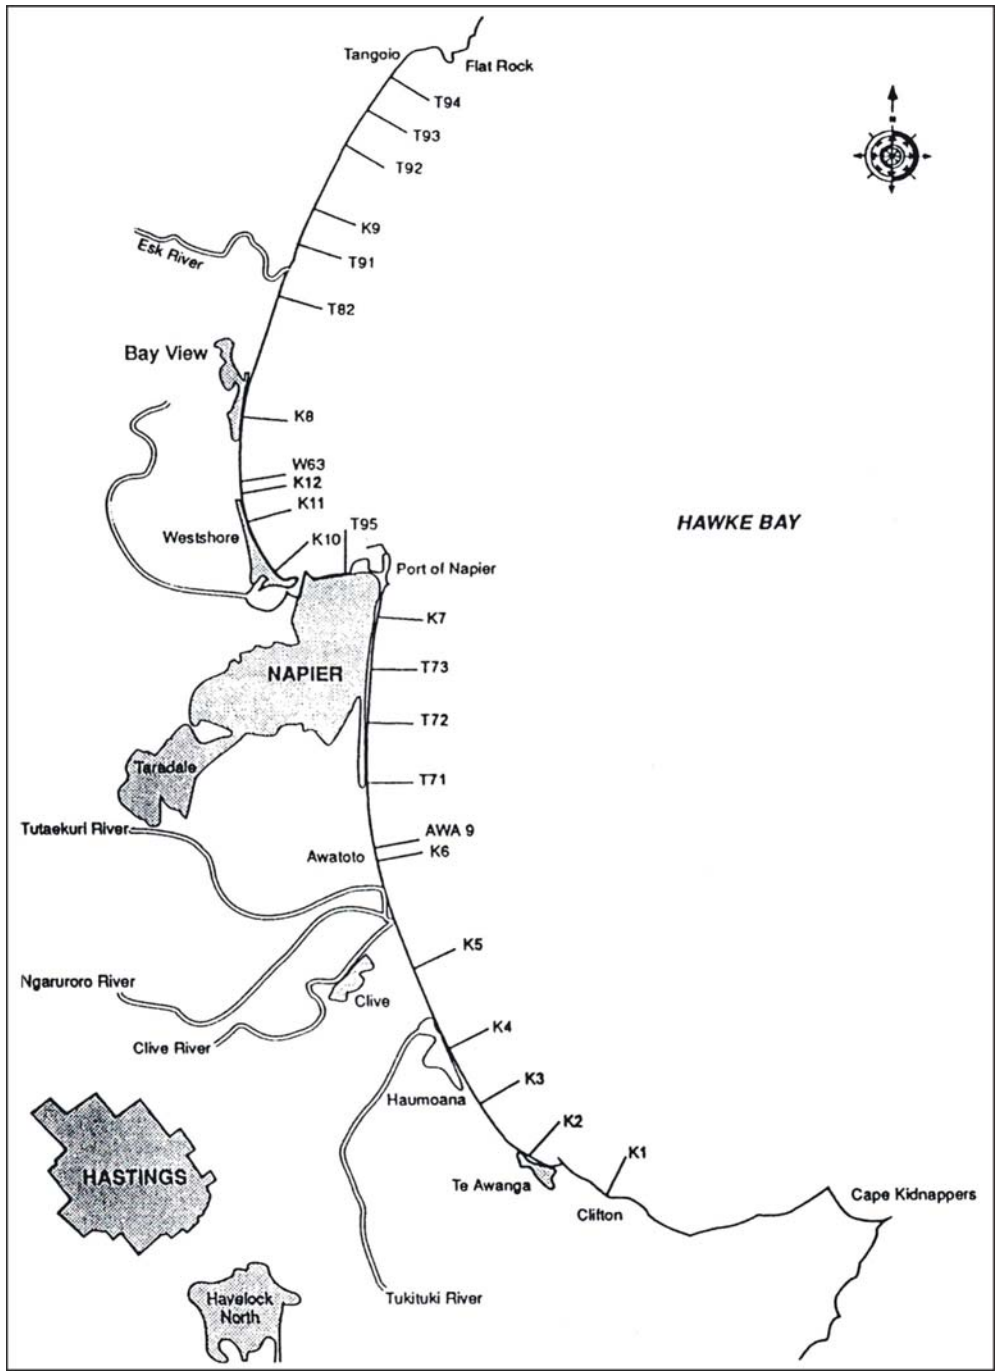 Tangoio
Flat Rock
T94
T93
T92
N
K9
Esk River
T91
T82
Bay View
K8
W63
K12
K11
Westshore
T95
K10
HAWKE BAY
Port of Napier
K7
NAPIER
T73
T72
Taradale
T71
Tutaekuri River
AWA 9
K6
Awatoto
K5
Ngaruroro River
Clive
K4
Clive River
K3
Haumoana
K2
K1
HASTINGS
Te Awanga
Clifton
Cape Kidnappers
Havelock
North
Tukituki River